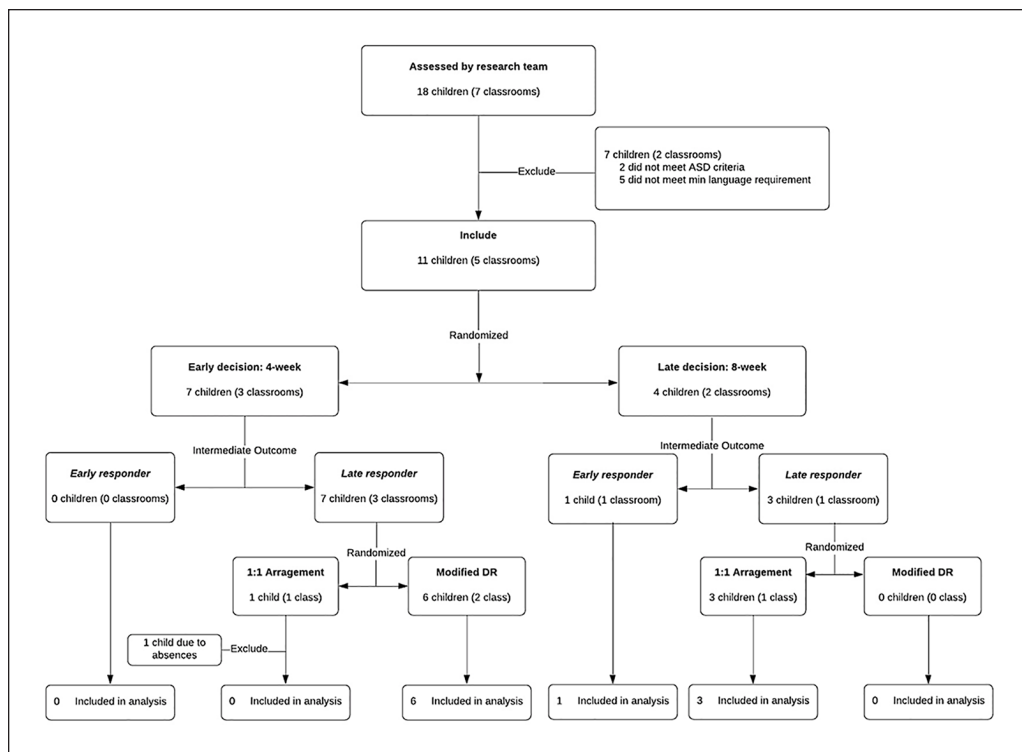 Assessed by research team
18 children (7 classrooms)
7 children (2 classrooms)
2 did not meet ASD criteria
5 did not meet min language requirement
Exclude
Include
11 children (5 classrooms)
Randomized
Early decision: 4-week
7 children (3 classrooms)
Late decision: 8-week
4 children (2 classrooms)
Intermediate Outcome
Intermediate Outcome
Early responder
0 children (0 classrooms)
Late responder
7 children (3 classrooms)
Early responder
1 child (1 classroom)
Late responder
3 children (1 classroom)
Randomized
Randomized
1:1 Arragement
1 child (1 class)
Modified DR
6 children (2 class)
1:1 Arragement
3 children (1 class)
Modified DR
0 children (0 class)
1 child due to
absences
Exclude
0 Included in analysis
0 Included in analysis
6 Included in analysis
1 Included in analysis
3 Included in analysis
0 Included in analysis